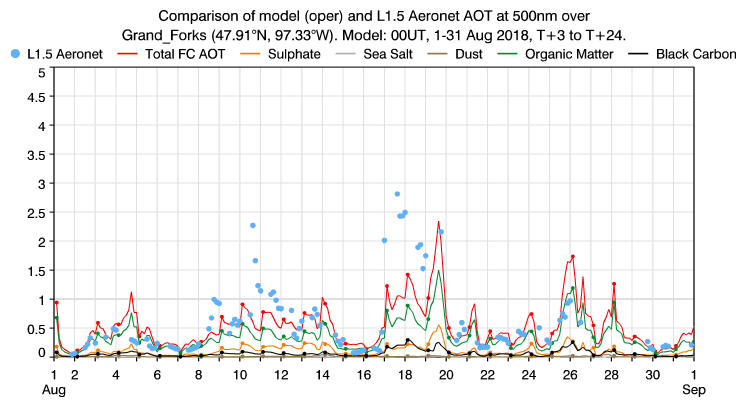 Comparison of model (oper) and L1.5 Aeronet AOT at 500nm over
Grand_Forks (47.91°N, 97.33°W). Model: 00UT, 1-31 Aug 2018, T+3 to T+24.
L1.5 Aeronet Total FC AOT Sulphate Sea Salt Dust Organic Matter Black Carbon
5
4.5
4
3.5
3
2.5
2
1.5
1
0.5
0
1 2 4 6 8 10 12 14 16 18 20 22 24 26 28 30 1
Aug Sep